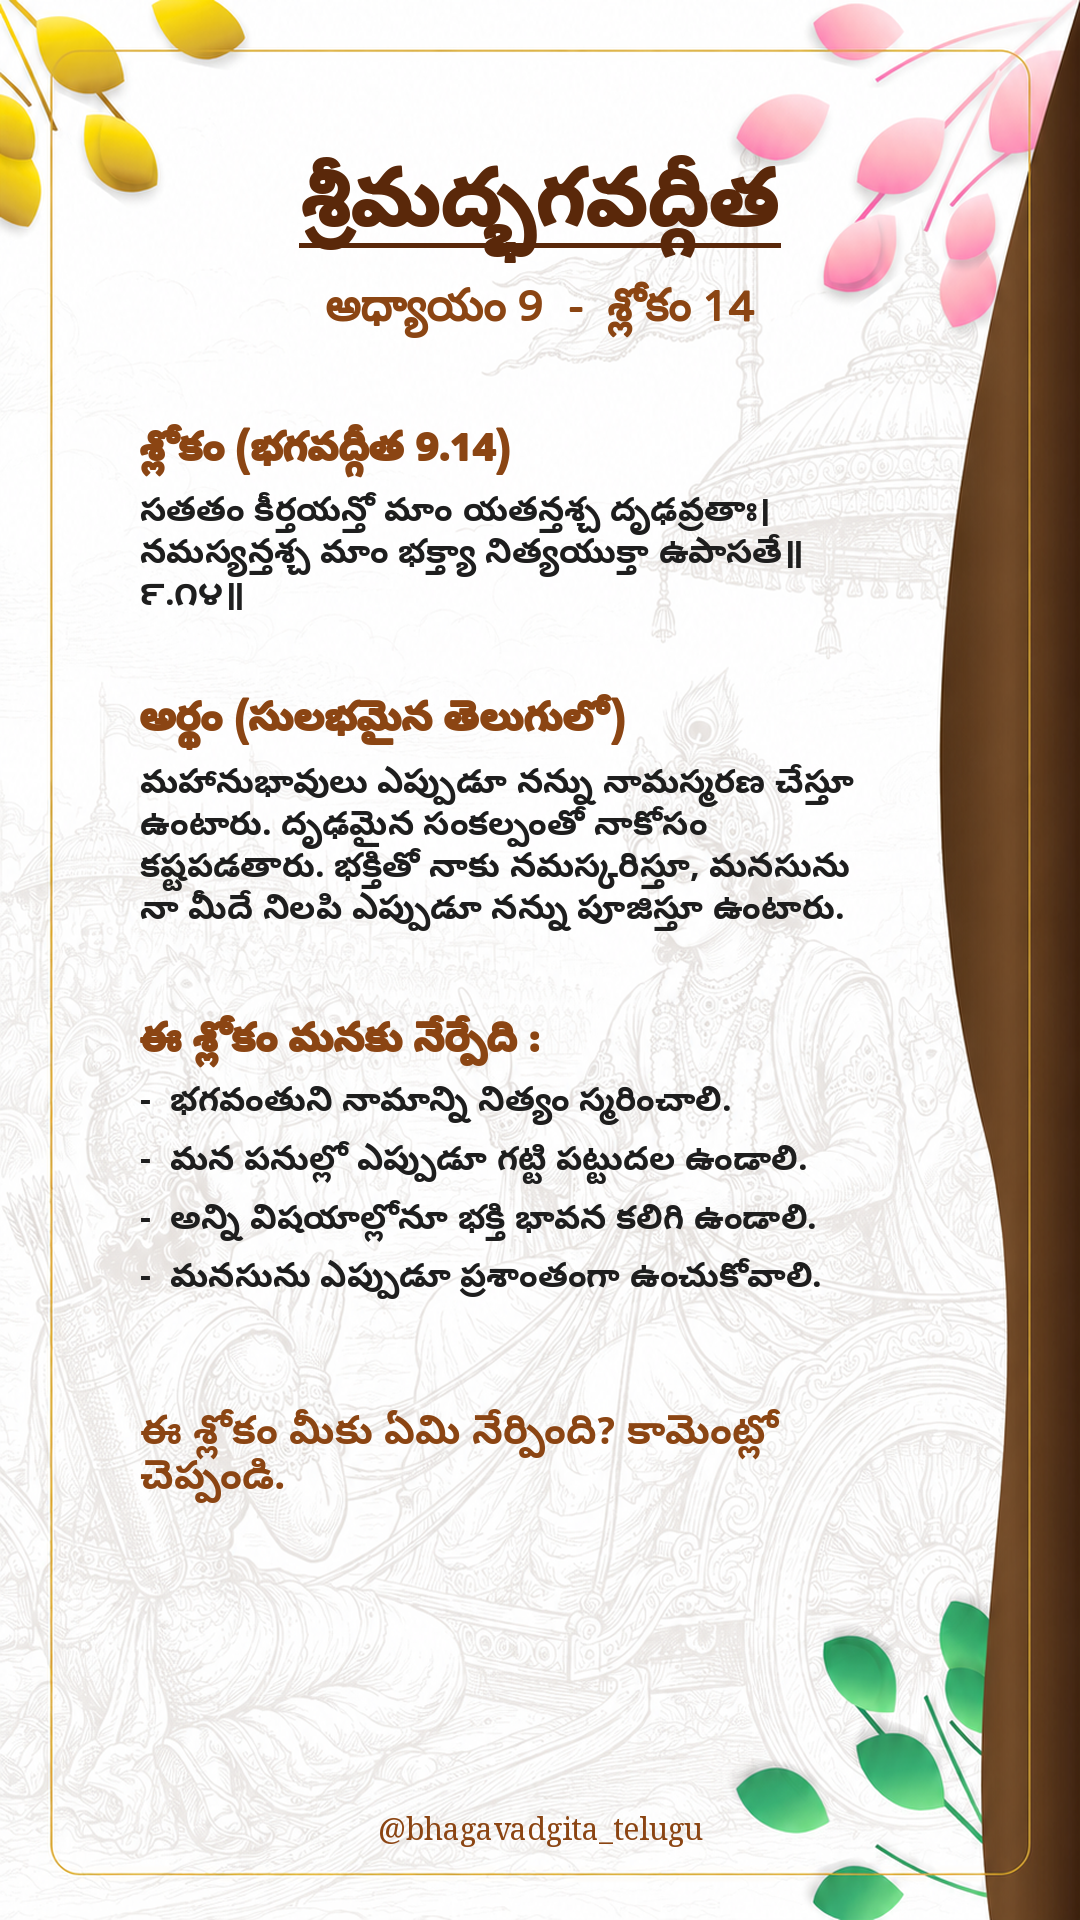 శ్రీమద్భగవద్గీత
అధ్యాయం 9 - శ్లోకం 14
శ్లోకం (భగవద్గీత 9.14)
సతతం కీర్తయన్తో మాం యతన్తశ్చ దృఢవ్రతాః|
నమస్యన్తశ్చ మాం భక్త్యా నిత్యయుక్తా ఉపాసతే||
౯.౧౪||
అర్థం (సులభమైన తెలుగులో)
మహానుభావులు ఎప్పుడూ నన్ను నామస్మరణ చేస్తూ
ఉంటారు. దృఢమైన సంకల్పంతో నాకోసం
కష్టపడతారు. భక్తితో నాకు నమస్కరిస్తూ, మనసును
నా మీదే నిలపి ఎప్పుడూ నన్ను పూజిస్తూ ఉంటారు.
ఈ శ్లోకం మనకు నేర్పేది :
- భగవంతుని నామాన్ని నిత్యం స్మరించాలి.
- మన పనుల్లో ఎప్పుడూ గట్టి పట్టుదల ఉండాలి.
- అన్ని విషయాల్లోనూ భక్తి భావన కలిగి ఉండాలి.
- మనసును ఎప్పుడూ ప్రశాంతంగా ఉంచుకోవాలి.
ఈ శ్లోకం మీకు ఏమి నేర్పింది? కామెంట్లో
చెప్పండి.
@bhagavadgita_telugu